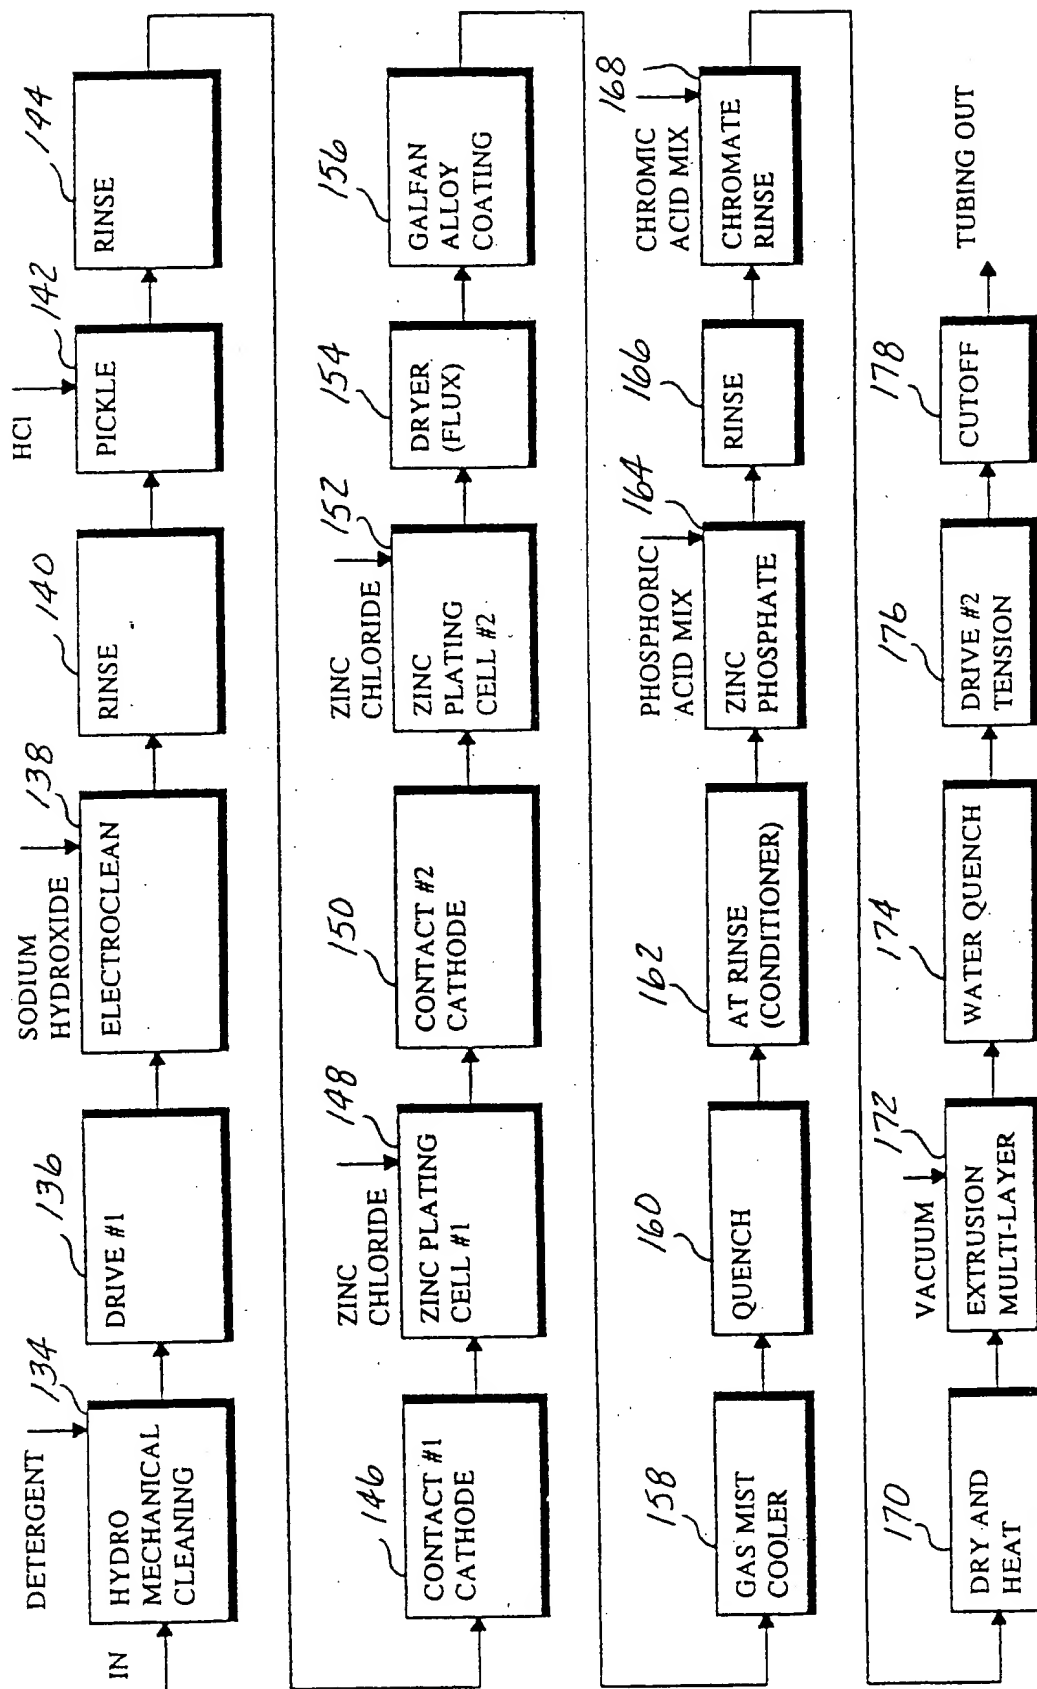 DETERGENT
134
IN
HYDRO
MECHANICAL
CLEANING
136
DRIVE #1
SODIUM
HYDROXIDE
138
ELECTROCLEAN
140
RINSE
HCl
142
PICKLE
144
RINSE
146
CONTACT #1
CATHODE
ZINC
CHLORIDE
148
ZINC PLATING
CELL #1
150
CONTACT #2
CATHODE
ZINC
CHLORIDE
152
ZINC
PLATING
CELL #2
154
DRYER
(FLUX)
156
GALFAN
ALLOY
COATING
158
GAS MIST
COOLER
160
QUENCH
162
AT RINSE
(CONDITIONER)
PHOSPHORIC
ACID MIX
164
ZINC
PHOSPHATE
166
RINSE
CHROMIC
ACID MIX
168
CHROMATE
RINSE
170
DRY AND
HEAT
VACUUM
172
EXTRUSION
MULTI-LAYER
174
WATER QUENCH
176
DRIVE #2
TENSION
178
CUTOFF
TUBING OUT